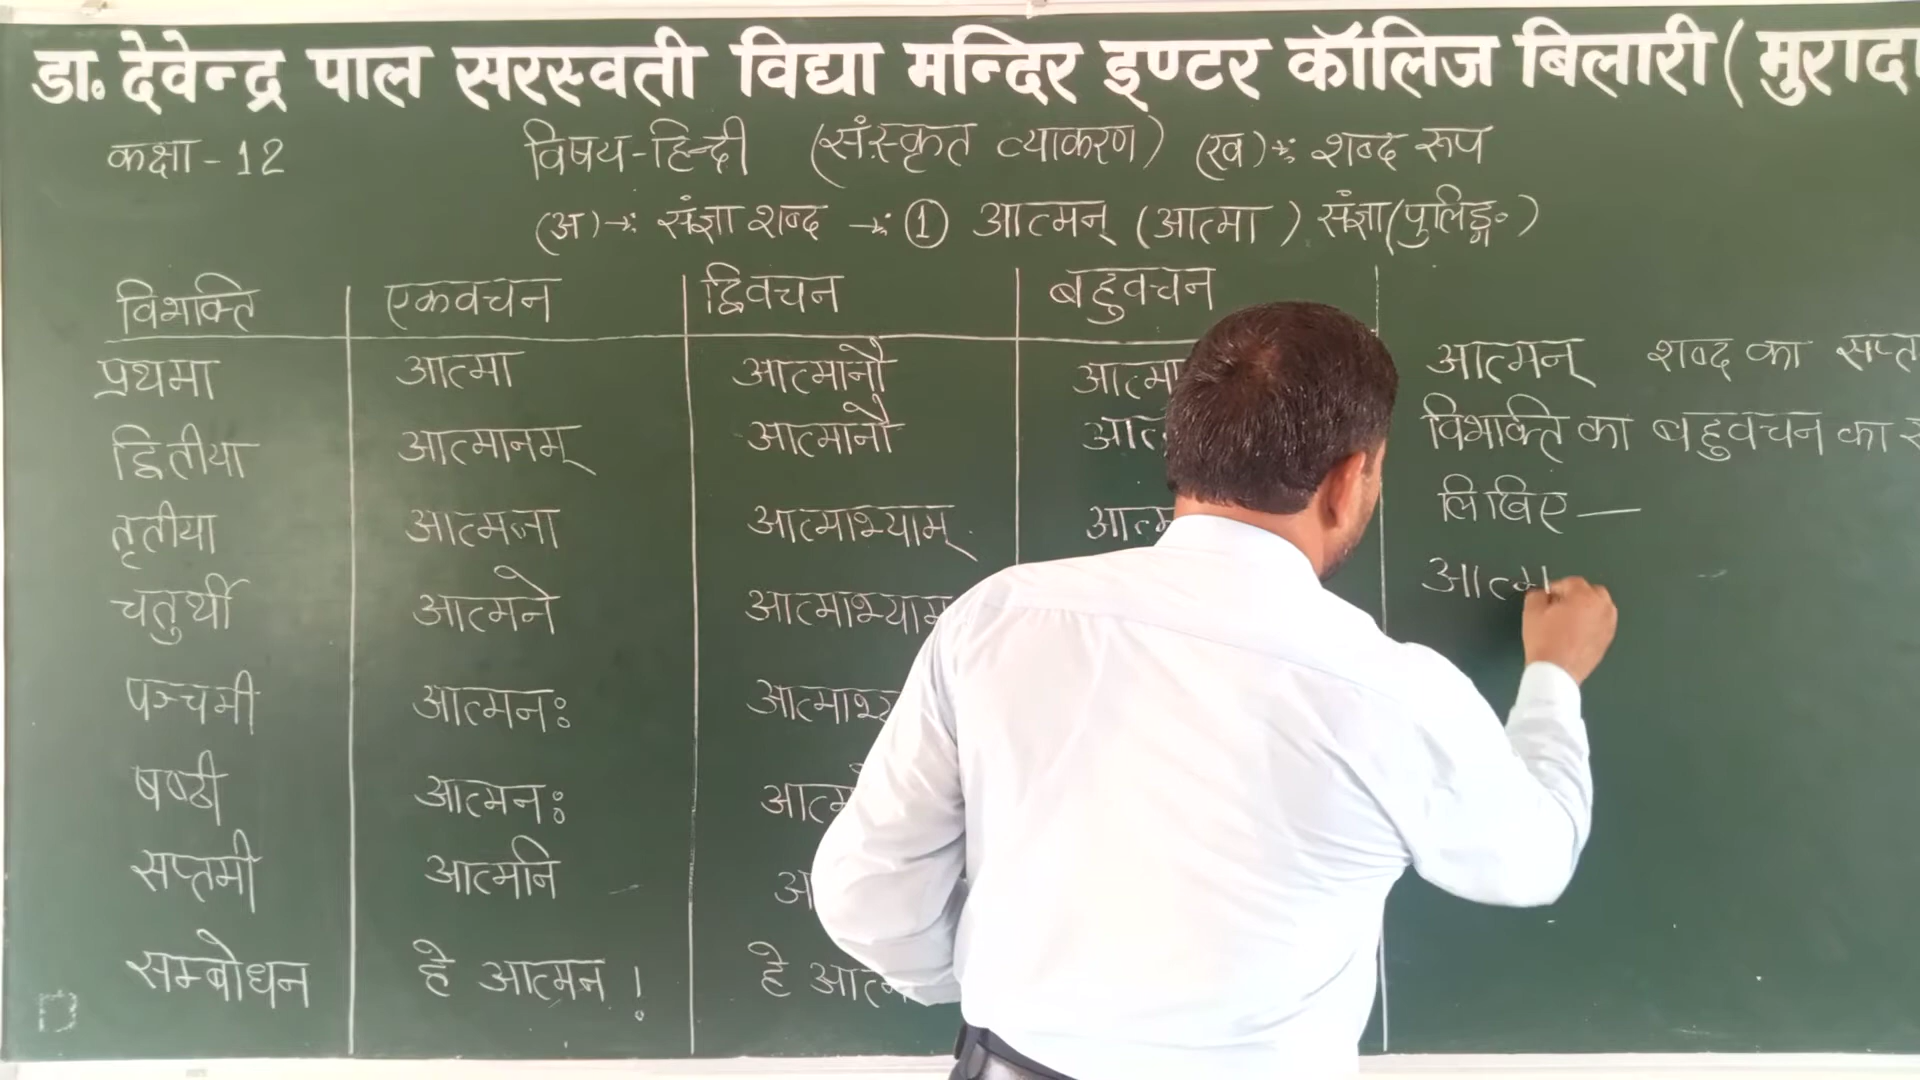 डा. देवेन्द्र पाल सरस्वती विद्या मन्दिर इण्टर कॉलिज बिलारी (मुरादा
कक्षा - 12 विषय-हिन्दी (संस्कृत व्याकरण) (ख)→: शब्द रूप
(अ)→: संज्ञा शब्द →: ① आत्मन् (आत्मा) संज्ञा(पुलिङ्ग)
विभक्ति एकवचन द्विवचन बहुवचन
प्रथमा आत्मा आत्मानौ आत्मा
द्वितीया आत्मानम् आत्मानौ आत्
तृतीया आत्मना आत्माभ्याम् आत्म
चतुर्थी आत्मने आत्माभ्याम
पञ्चमी आत्मनः आत्माभ्य
षष्ठी आत्मनः आत्म
सप्तमी आत्मनि आ
सम्बोधन हे आत्मन ! हे आत्म
आत्मन् शब्द का सप्त
विभक्ति का बहुवचन का
लिखिए —
आत्म